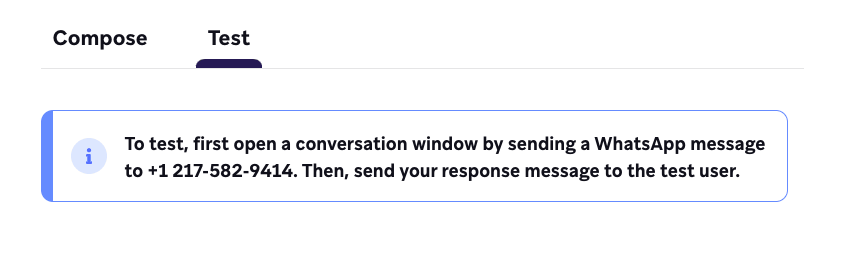 Compose Test
To test, first open a conversation window by sending a WhatsApp message
to +1 217-582-9414. Then, send your response message to the test user.